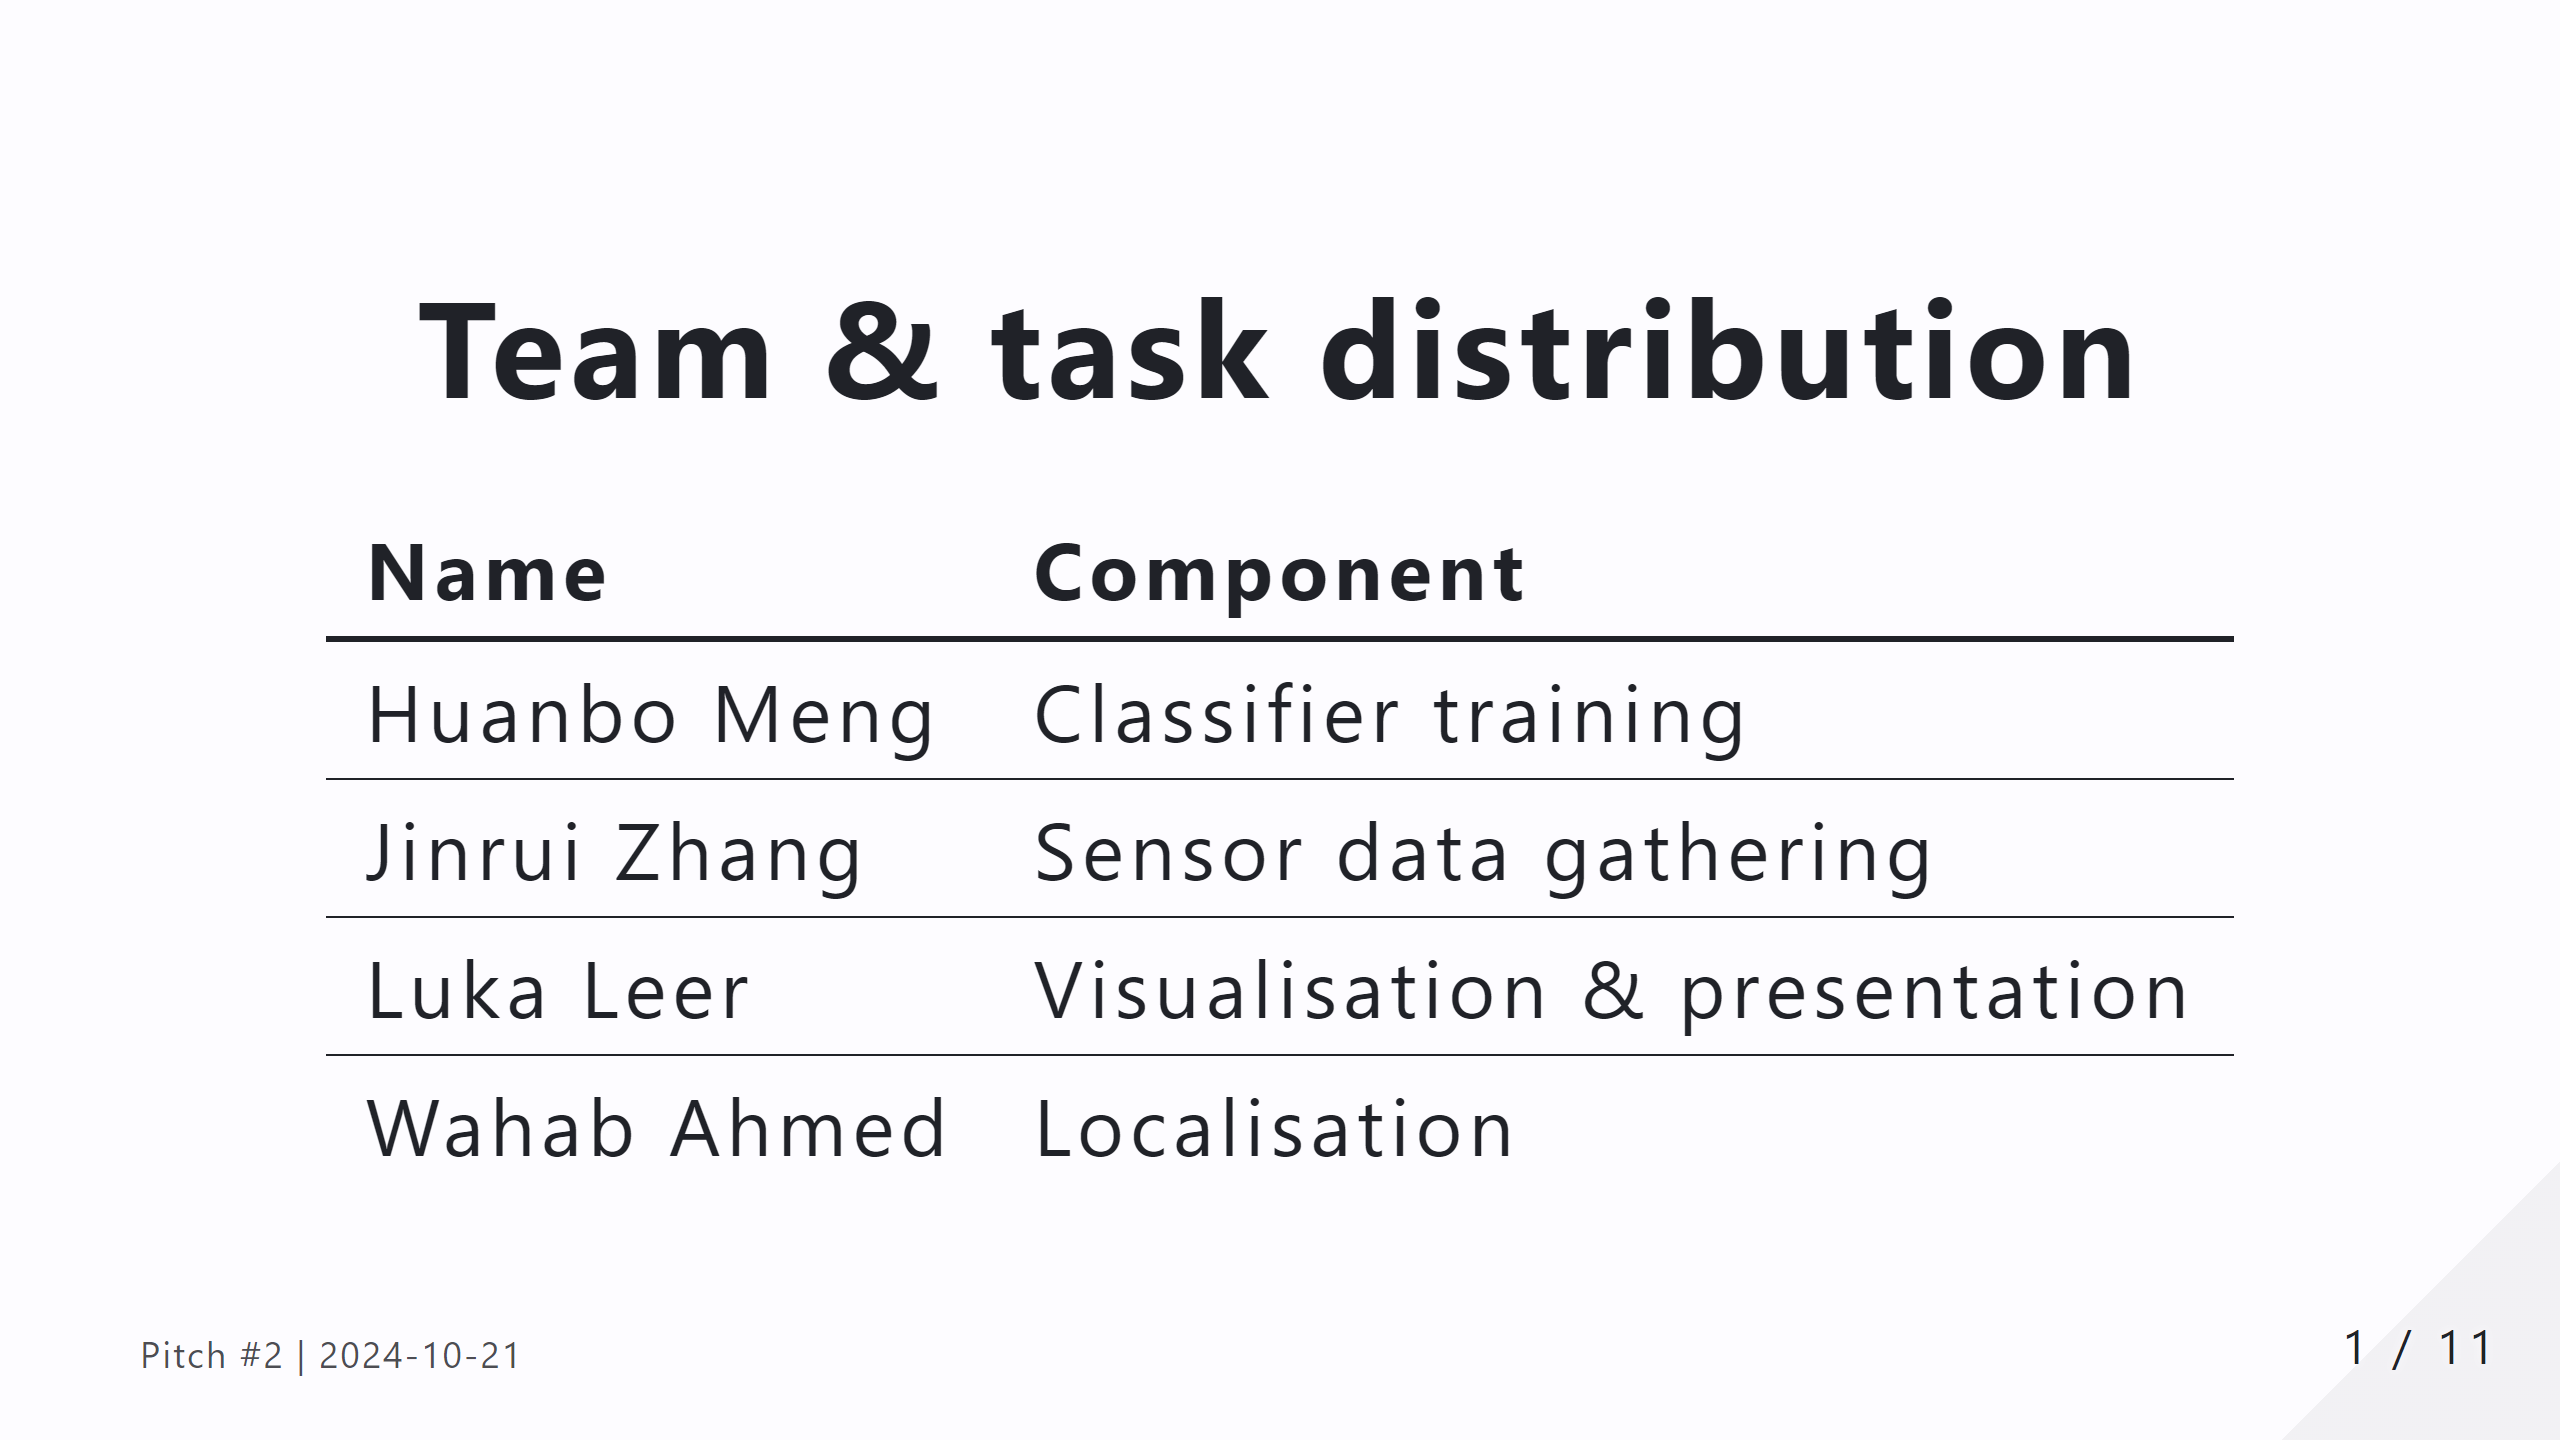 Team & task distribution
Name Component
Huanbo Meng Classifier training
Jinrui Zhang Sensor data gathering
Luka Leer Visualisation & presentation
Wahab Ahmed Localisation
Pitch #2 | 2024-10-21
1 / 11